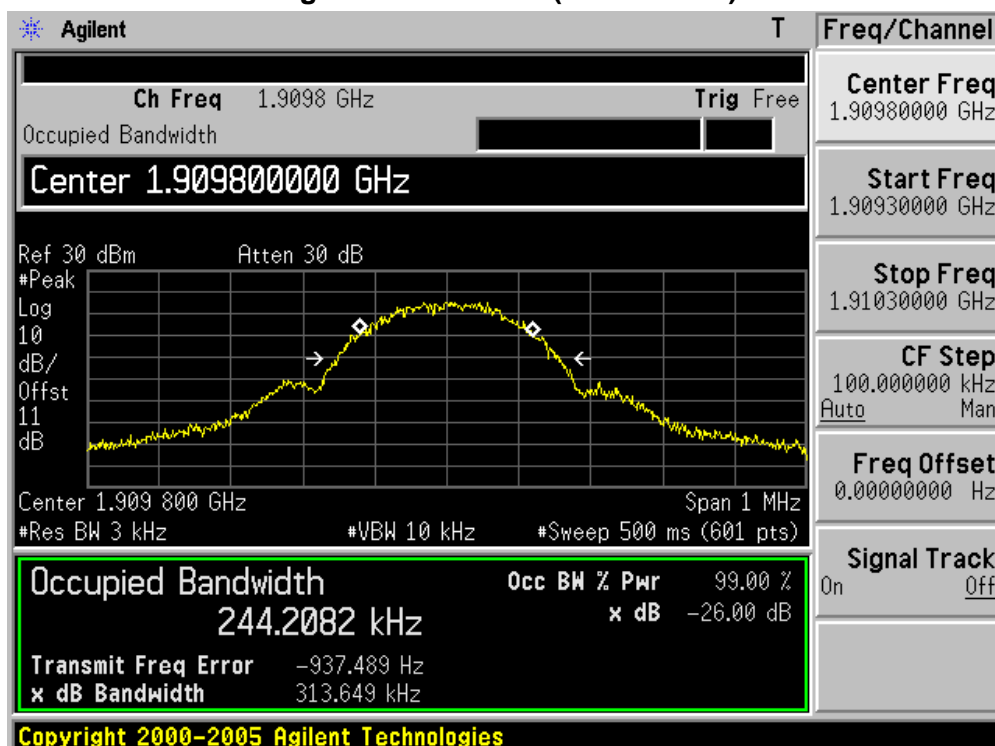 Agilent T
Ch Freq 1.9098 GHz Trig Free
Occupied Bandwidth
Center 1.909800000 GHz
Ref 30 dBm Atten 30 dB
#Peak
Log
10
dB/
Offst
11
dB
Center 1.909 800 GHz Span 1 MHz
#Res BW 3 kHz #VBW 10 kHz #Sweep 500 ms (601 pts)
Occupied Bandwidth Occ BW % Pwr 99.00 %
244.2082 kHz x dB -26.00 dB
Transmit Freq Error -937.489 Hz
x dB Bandwidth 313.649 kHz
Copyright 2000-2005 Agilent Technologies
Freq/Channel
Center Freq
1.90980000 GHz
Start Freq
1.90930000 GHz
Stop Freq
1.91030000 GHz
CF Step
100.000000 kHz
Auto Man
Freq Offset
0.00000000 Hz
Signal Track
On Off